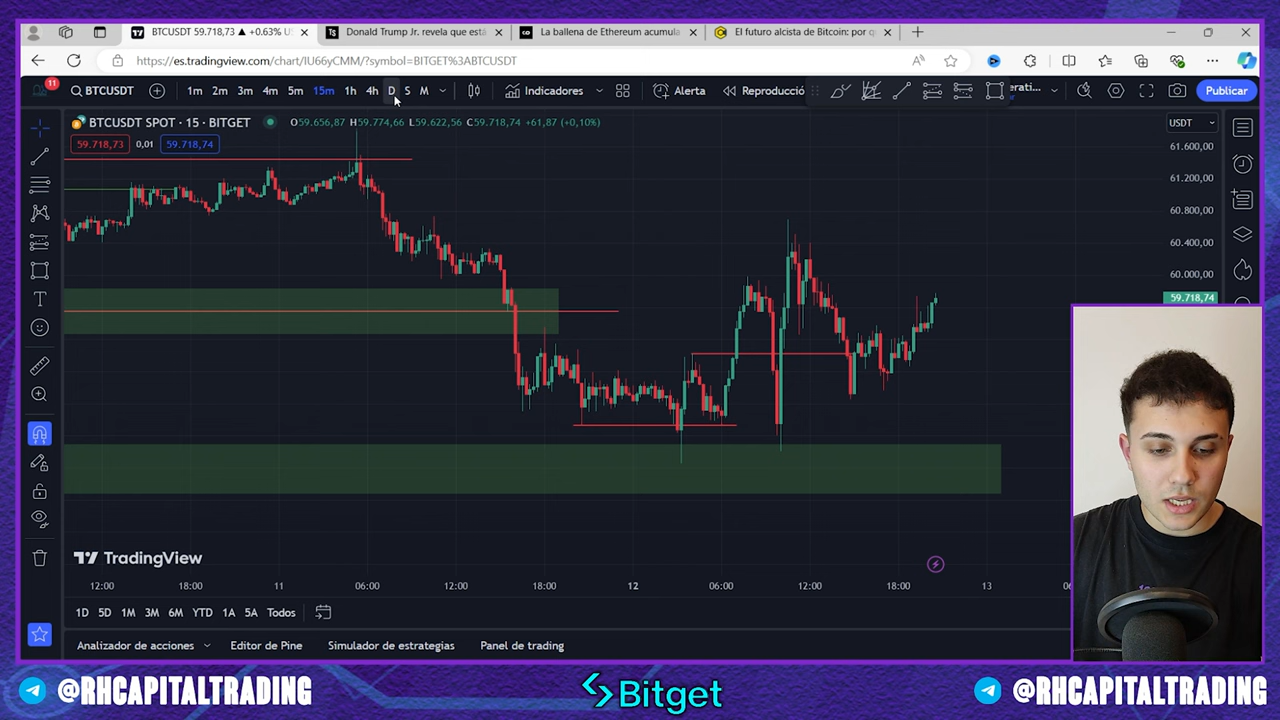 BTCUSDT 59.718,73 ▲ +0.63% U
Donald Trump Jr. revela que está
La ballena de Ethereum acumula
El futuro alcista de Bitcoin: por q
https://es.tradingview.com/chart/IU66yCMM/?symbol=BITGET%3ABTCUSDT
11
BTCUSDT
1m 2m 3m 4m 5m 15m 1h 4h D S M
Indicadores
Alerta
Reproducció
Publicar
BTCUSDT SPOT · 15 · BITGET
O59.656,87 H59.774,66 L59.622,56 C59.718,74 +61,87 (+0,10%)
USDT
59.718,73 0,01 59.718,74
61.600,00
61.200,00
60.800,00
60.400,00
60.000,00
59.718,74
TradingView
12:00 18:00 11 06:00 12:00 18:00 12 06:00 12:00 18:00 13
1D 5D 1M 3M 6M YTD 1A 5A Todos
Analizador de acciones
Editor de Pine
Simulador de estrategias
Panel de trading
@RHCAPITALTRADING
Bitget
@RHCAPITALTRADING